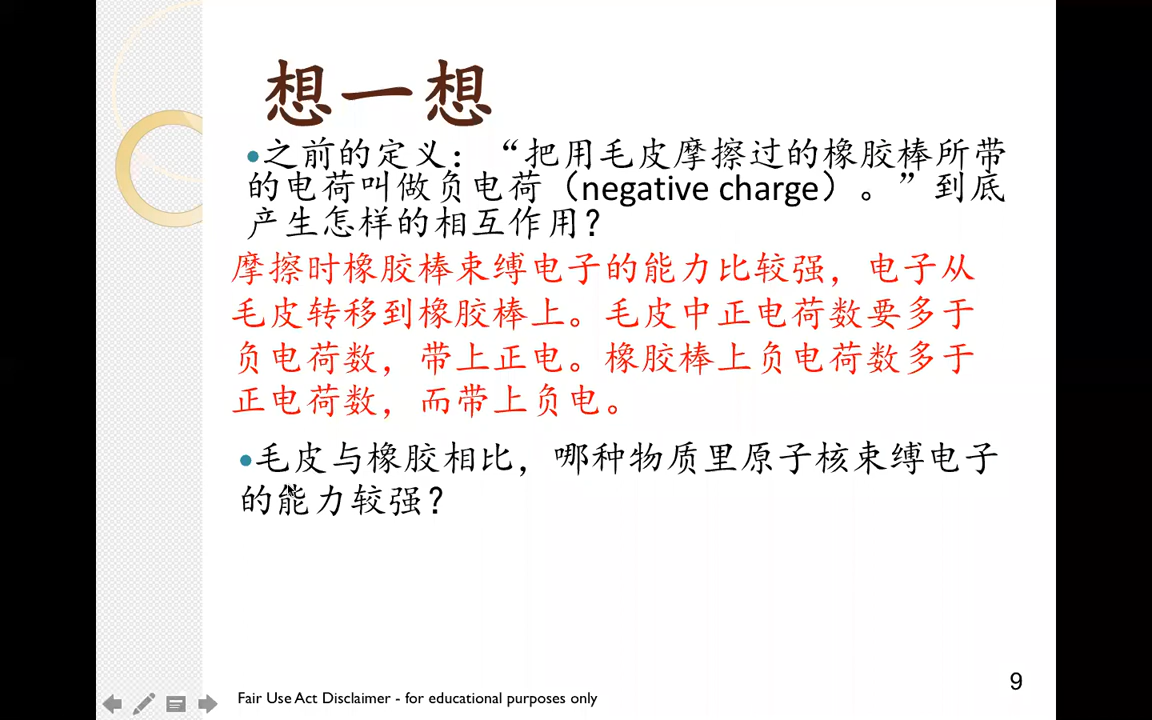 想一想
•之前的定义：“把用毛皮摩擦过的橡胶棒所带
的电荷叫做负电荷（negative charge）。”到底
产生怎样的相互作用？
摩擦时橡胶棒束缚电子的能力比较强，电子从
毛皮转移到橡胶棒上。毛皮中正电荷数要多于
负电荷数，带上正电。橡胶棒上负电荷数多于
正电荷数，而带上负电。
•毛皮与橡胶相比，哪种物质里原子核束缚电子
的能力较强？
9
Fair Use Act Disclaimer - for educational purposes only